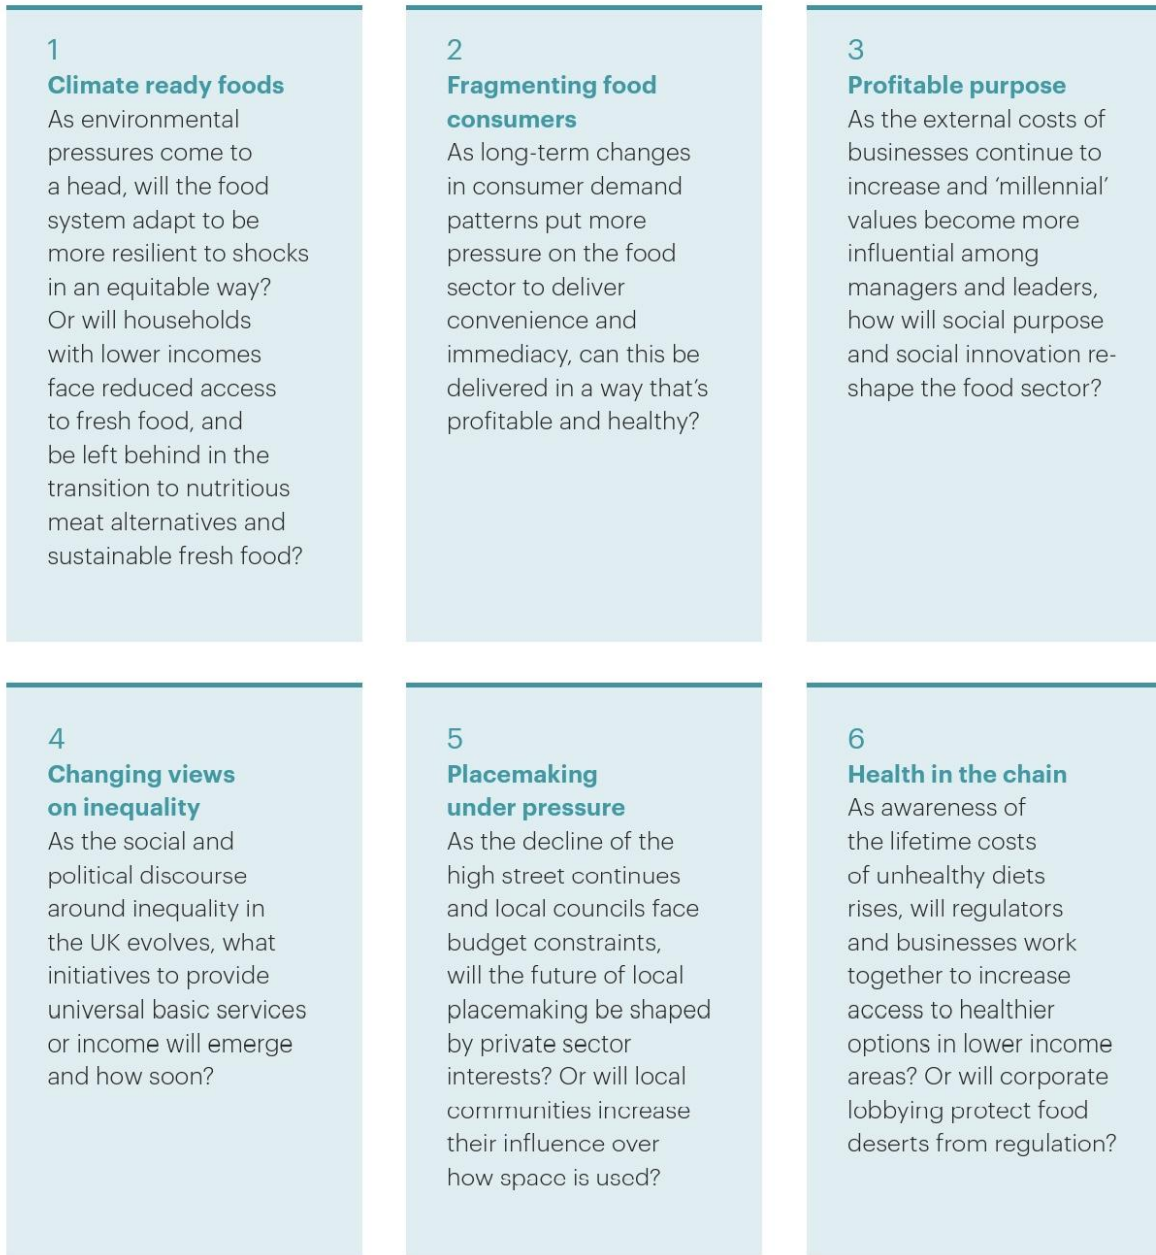 1
Climate ready foods
As environmental
pressures come to
a head, will the food
system adapt to be
more resilient to shocks
in an equitable way?
Or will households
with lower incomes
face reduced access
to fresh food, and
be left behind in the
transition to nutritious
meat alternatives and
sustainable fresh food?
2
Fragmenting food
consumers
As long-term changes
in consumer demand
patterns put more
pressure on the food
sector to deliver
convenience and
immediacy, can this be
delivered in a way that’s
profitable and healthy?
3
Profitable purpose
As the external costs of
businesses continue to
increase and ‘millennial’
values become more
influential among
managers and leaders,
how will social purpose
and social innovation re-
shape the food sector?
4
Changing views
on inequality
As the social and
political discourse
around inequality in
the UK evolves, what
initiatives to provide
universal basic services
or income will emerge
and how soon?
5
Placemaking
under pressure
As the decline of the
high street continues
and local councils face
budget constraints,
will the future of local
placemaking be shaped
by private sector
interests? Or will local
communities increase
their influence over
how space is used?
6
Health in the chain
As awareness of
the lifetime costs
of unhealthy diets
rises, will regulators
and businesses work
together to increase
access to healthier
options in lower income
areas? Or will corporate
lobbying protect food
deserts from regulation?